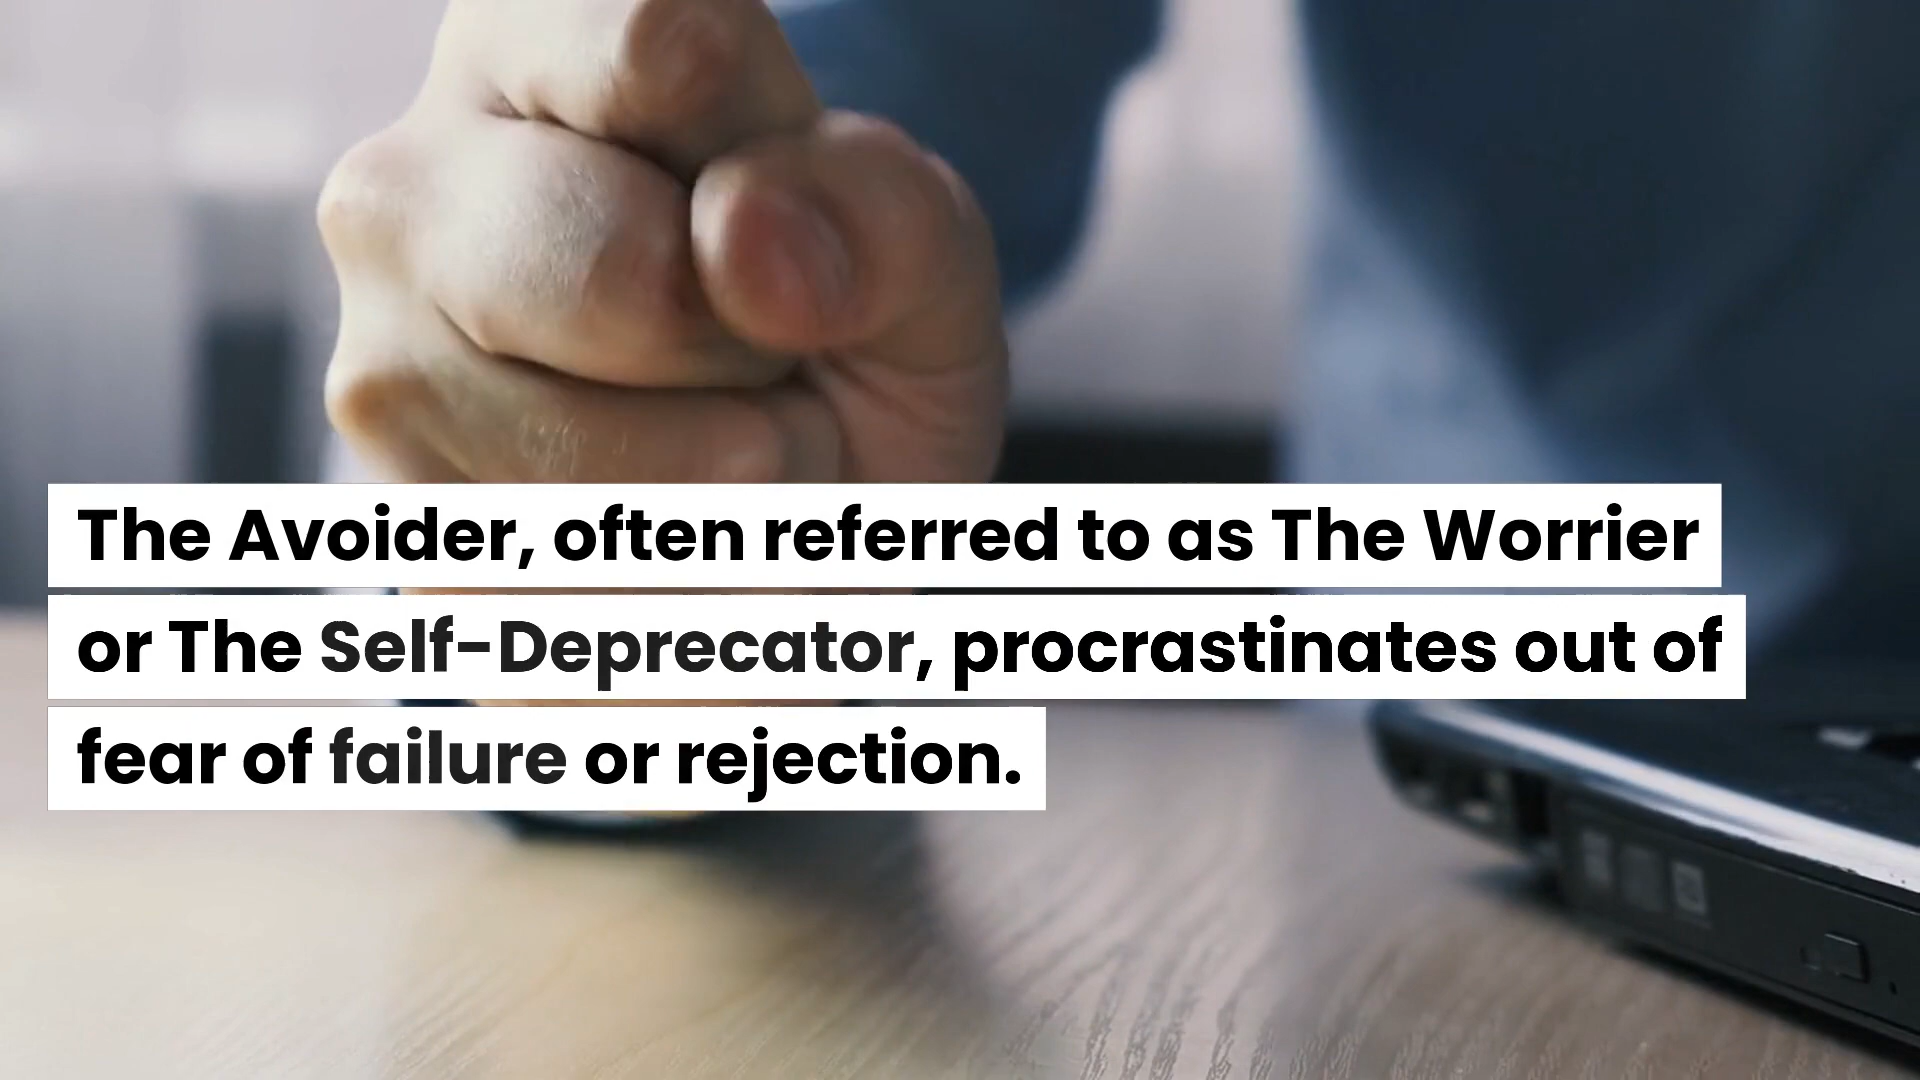 The Avoider, often referred to as The Worrier
or The Self-Deprecator, procrastinates out of
fear of failure or rejection.